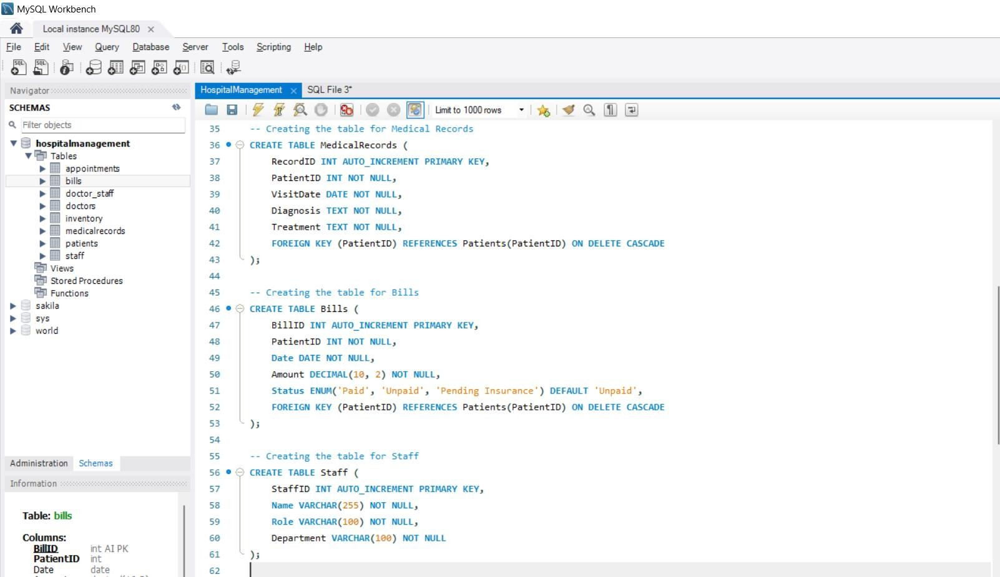 MySQL Workbench
Local instance MySQL80
File Edit View Query Database Server Tools Scripting Help
Navigator
SCHEMAS
Filter objects
hospitalmanagement
Tables
appointments
bills
doctor_staff
doctors
inventory
medicalrecords
patients
staff
Views
Stored Procedures
Functions
sakila
sys
world
Administration Schemas
Information
Table: bills
Columns:
BillID int AI PK
PatientID int
Date date
HospitalManagement SQL File 3*
Limit to 1000 rows
35 -- Creating the table for Medical Records
36 CREATE TABLE MedicalRecords (
37 RecordID INT AUTO_INCREMENT PRIMARY KEY,
38 PatientID INT NOT NULL,
39 VisitDate DATE NOT NULL,
40 Diagnosis TEXT NOT NULL,
41 Treatment TEXT NOT NULL,
42 FOREIGN KEY (PatientID) REFERENCES Patients(PatientID) ON DELETE CASCADE
43 );
44
45 -- Creating the table for Bills
46 CREATE TABLE Bills (
47 BillID INT AUTO_INCREMENT PRIMARY KEY,
48 PatientID INT NOT NULL,
49 Date DATE NOT NULL,
50 Amount DECIMAL(10, 2) NOT NULL,
51 Status ENUM('Paid', 'Unpaid', 'Pending Insurance') DEFAULT 'Unpaid',
52 FOREIGN KEY (PatientID) REFERENCES Patients(PatientID) ON DELETE CASCADE
53 );
54
55 -- Creating the table for Staff
56 CREATE TABLE Staff (
57 StaffID INT AUTO_INCREMENT PRIMARY KEY,
58 Name VARCHAR(255) NOT NULL,
59 Role VARCHAR(100) NOT NULL,
60 Department VARCHAR(100) NOT NULL
61 );
62